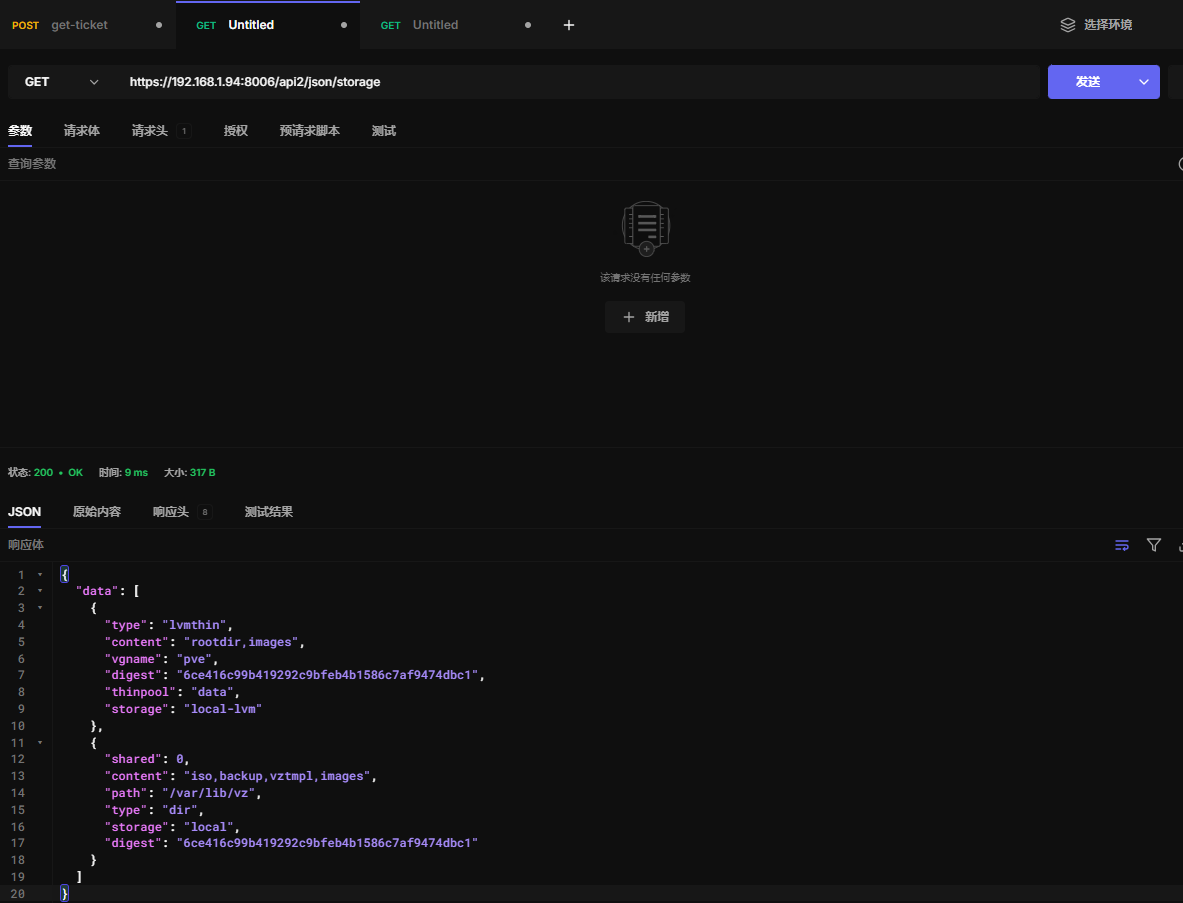 POST get-ticket GET Untitled GET Untitled 选择环境
GET https://192.168.1.94:8006/api2/json/storage 发送
参数 请求体 请求头 1 授权 预请求脚本 测试
查询参数
该请求没有任何参数
新增
状态: 200 • OK 时间: 9 ms 大小: 317 B
JSON 原始内容 响应头 8 测试结果
响应体
1 {
2 "data": [
3 {
4 "type": "lvmthin",
5 "content": "rootdir,images",
6 "vgname": "pve",
7 "digest": "6ce416c99b419292c9bfeb4b1586c7af9474dbc1",
8 "thinpool": "data",
9 "storage": "local-lvm"
10 },
11 {
12 "shared": 0,
13 "content": "iso,backup,vztmpl,images",
14 "path": "/var/lib/vz",
15 "type": "dir",
16 "storage": "local",
17 "digest": "6ce416c99b419292c9bfeb4b1586c7af9474dbc1"
18 }
19 ]
20 }